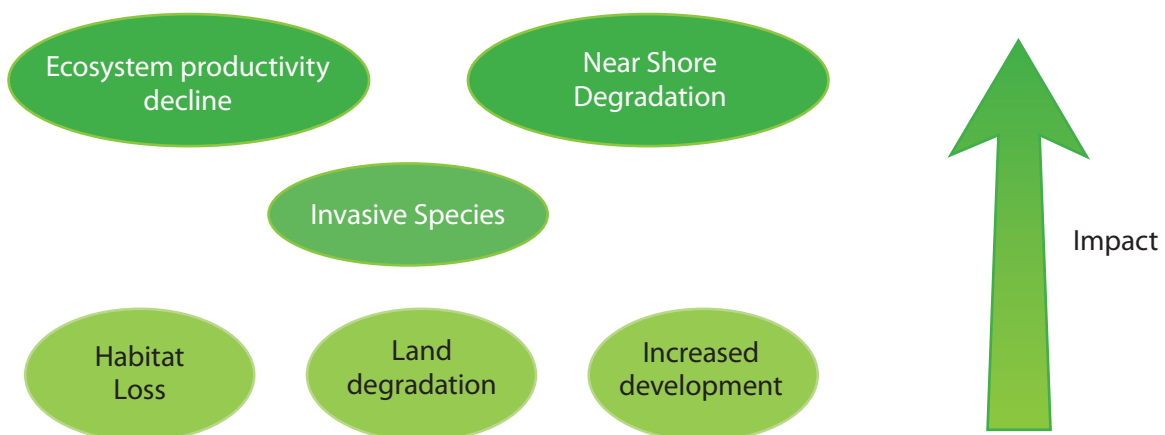 Ecosystem productivity
decline
Near Shore
Degradation
Invasive Species
Impact
Habitat
Loss
Land
degradation
Increased
development